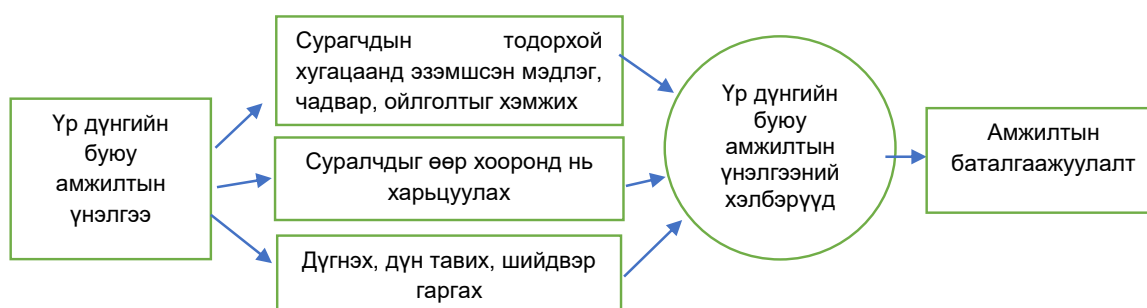 Үр дүнгийн
буюу
амжилтын
үнэлгээ
Сурагчдын тодорхой
хугацаанд эзэмшсэн мэдлэг,
чадвар, ойлголтыг хэмжих
Суралчдыг өөр хооронд нь
харьцуулах
Дүгнэх, дүн тавих, шийдвэр
гаргах
Үр дүнгийн
буюу
амжилтын
үнэлгээний
хэлбэрүүд
Амжилтын
баталгаажуулалт